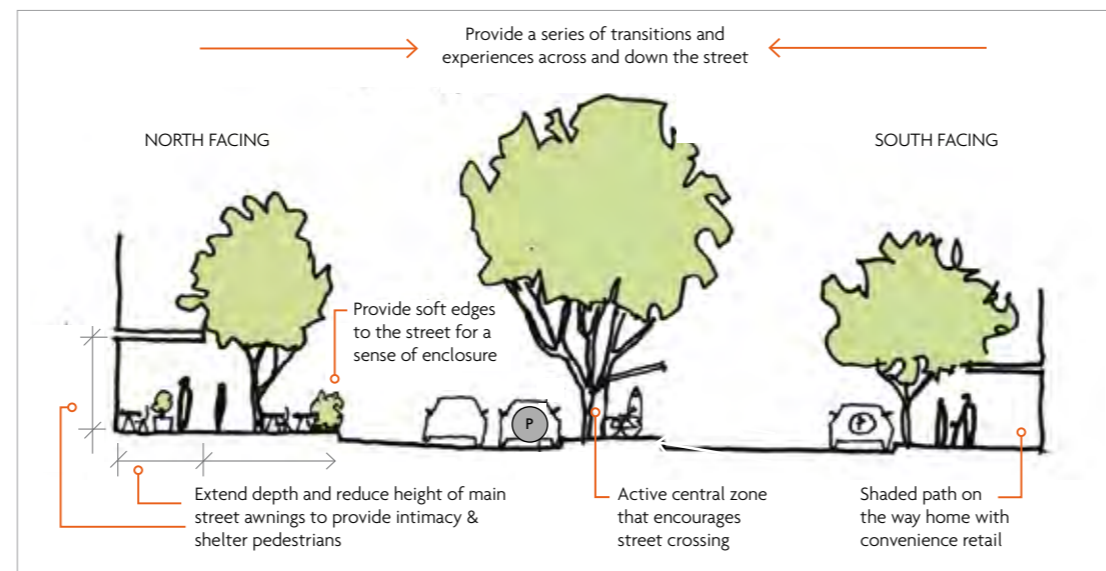 Provide a series of transitions and
experiences across and down the street
NORTH FACING
SOUTH FACING
Provide soft edges
to the street for a
sense of enclosure
P
P
Extend depth and reduce height of main
street awnings to provide intimacy &
shelter pedestrians
Active central zone
that encourages
street crossing
Shaded path on
the way home with
convenience retail